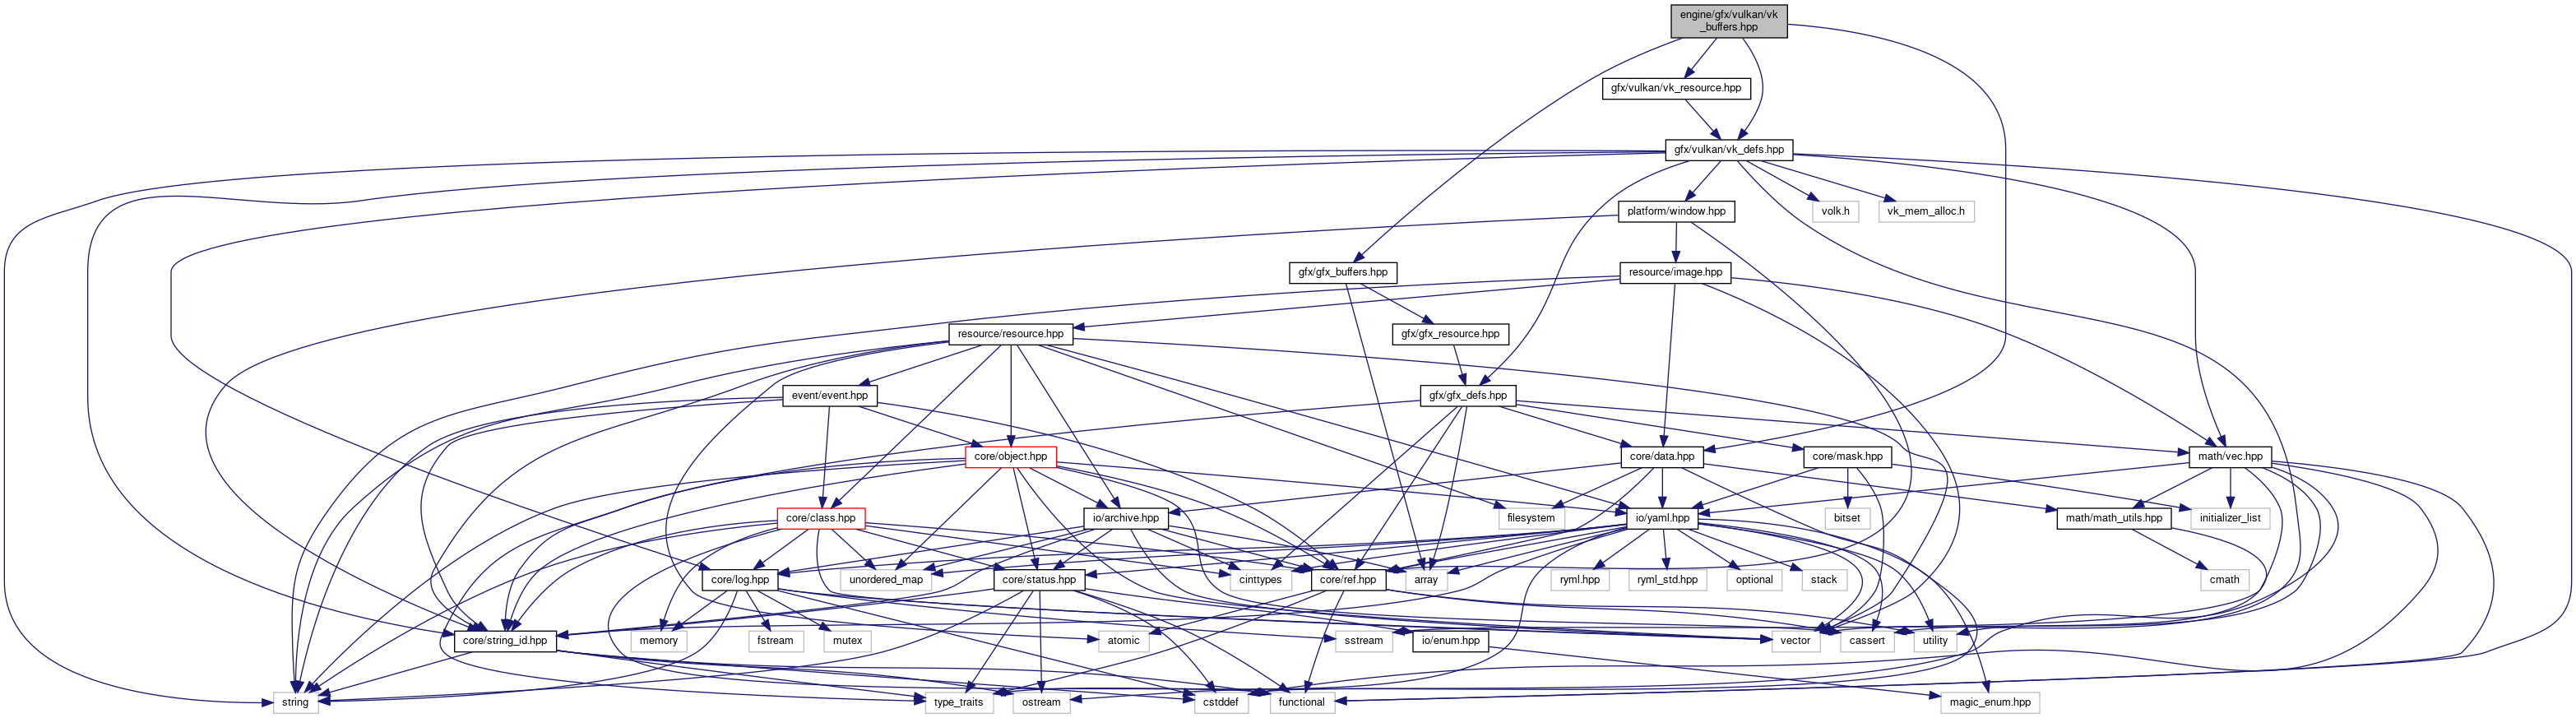 engine/gfx/vulkan/vk
_buffers.hpp
gfx/vulkan/vk_resource.hpp
gfx/vulkan/vk_defs.hpp
platform/window.hpp
volk.h
vk_mem_alloc.h
gfx/gfx_buffers.hpp
resource/image.hpp
resource/resource.hpp
gfx/gfx_resource.hpp
event/event.hpp
gfx/gfx_defs.hpp
core/object.hpp
core/data.hpp
core/mask.hpp
math/vec.hpp
core/class.hpp
io/archive.hpp
filesystem
io/yaml.hpp
bitset
math/math_utils.hpp
initializer_list
core/log.hpp
unordered_map
core/status.hpp
cinttypes
core/ref.hpp
array
ryml.hpp
ryml_std.hpp
optional
stack
cmath
core/string_id.hpp
memory
fstream
mutex
atomic
sstream
io/enum.hpp
vector
cassert
utility
string
type_traits
ostream
cstddef
functional
magic_enum.hpp